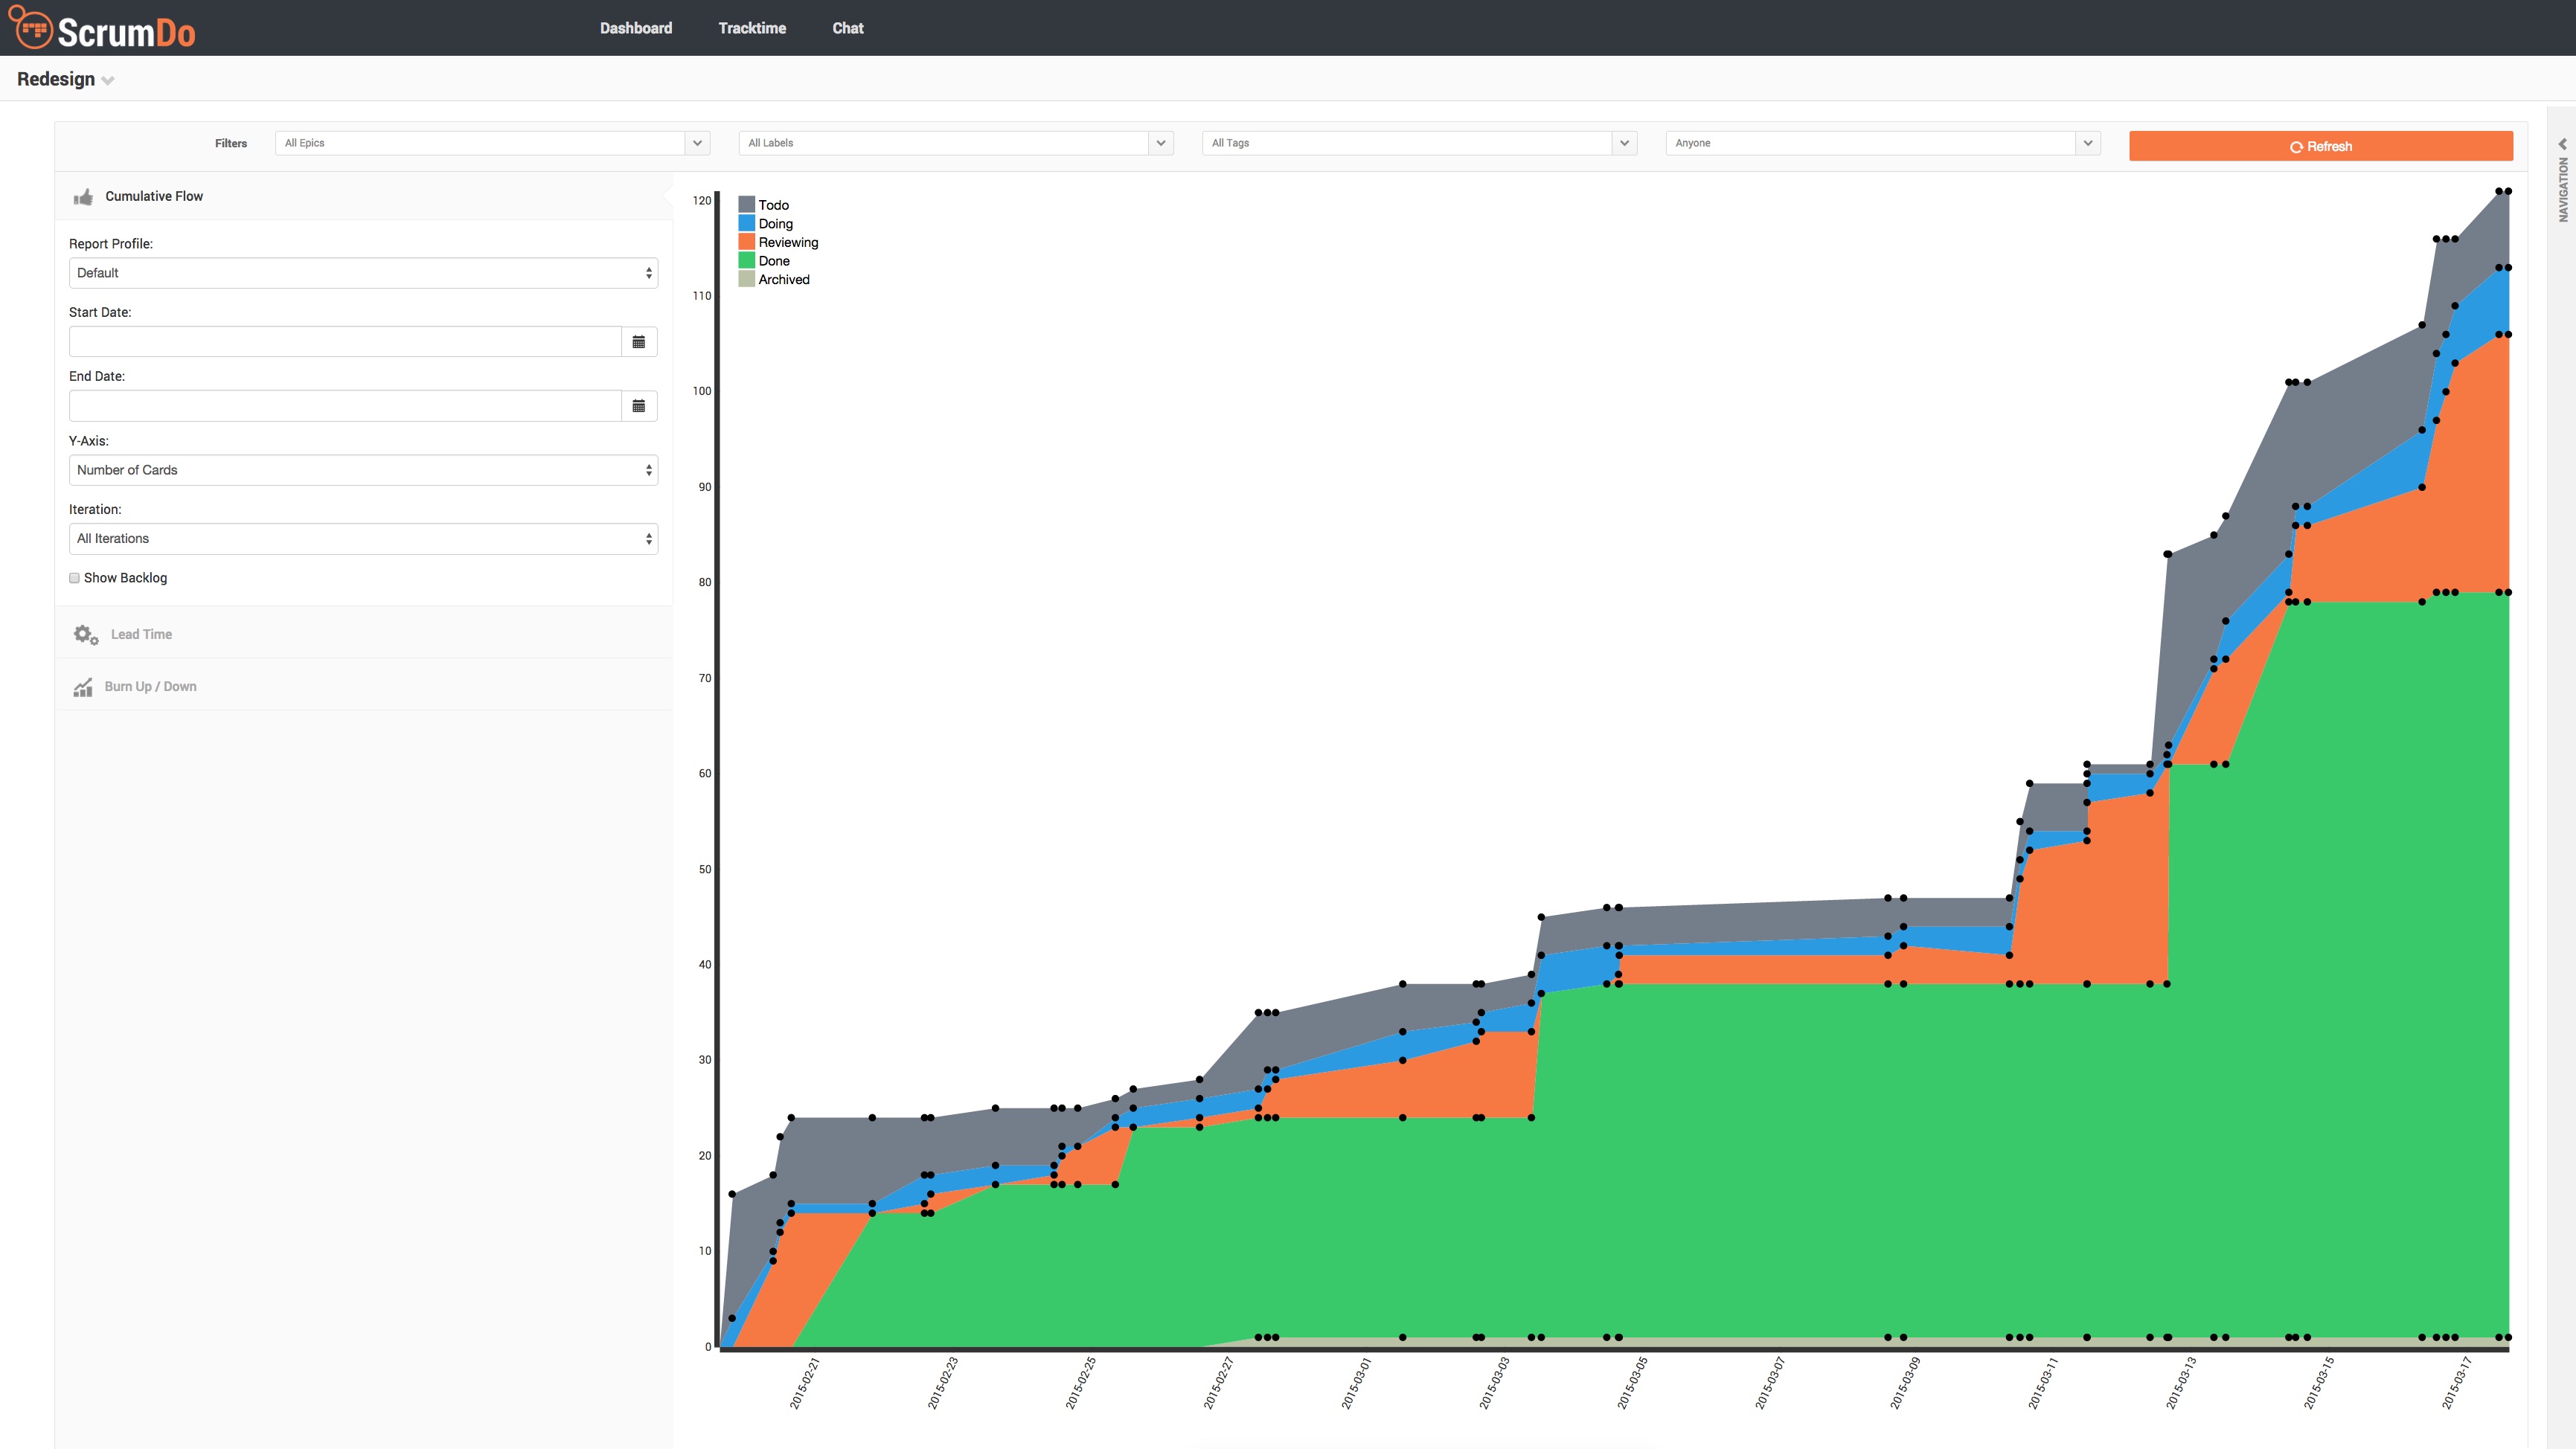 ScrumDo
Dashboard Tracktime Chat
Redesign
Filters All Epics All Labels All Tags Anyone Refresh
NAVIGATION
Cumulative Flow
Report Profile:
Default
Start Date:
End Date:
Y-Axis:
Number of Cards
Iteration:
All Iterations
Show Backlog
Lead Time
Burn Up / Down
Todo
Doing
Reviewing
Done
Archived
120
110
100
90
80
70
60
50
40
30
20
10
0
2015-02-21 2015-02-23 2015-02-25 2015-02-27 2015-03-01 2015-03-03 2015-03-05 2015-03-07 2015-03-09 2015-03-11 2015-03-13 2015-03-15 2015-03-17